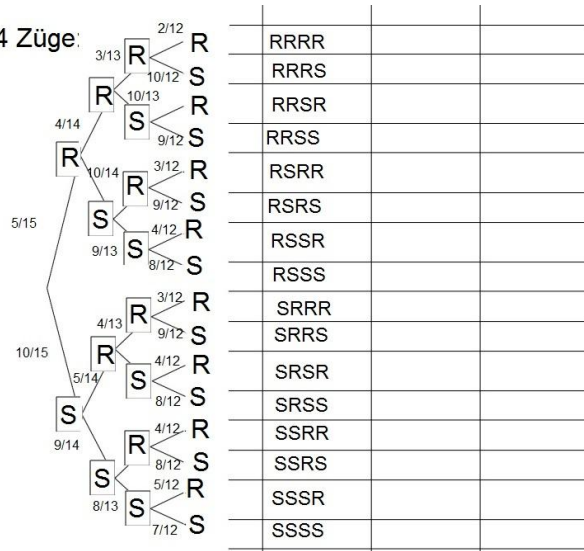 2/12
4 Züge: R RRRR
3/13 R
10/12 S RRRS
R 10/13
R RRSR
4/14 S
9/12 S RRSS
R
10/14 3/12 R RSRR
R
9/12 S RSRS
5/15 S 4/12 R RSSR
9/13 S
8/12 S RSSS
3/12 R SRRR
4/13 R
9/12 S SRRS
10/15 R
4/12 R SRSR
5/14 S
8/12 S SRSS
S
4/12 R SSRR
9/14 R
8/12 S SSRS
S
5/12 R SSSR
8/13 S
7/12 S SSSS